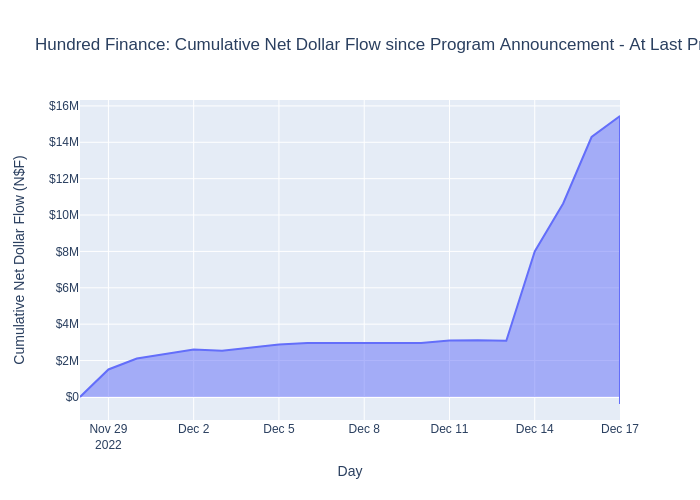 Hundred Finance: Cumulative Net Dollar Flow since Program Announcement - At Last
Cumulative Net Dollar Flow (N$F)
$16M
$14M
$12M
$10M
$8M
$6M
$4M
$2M
$0
Nov 29 Dec 2 Dec 5 Dec 8 Dec 11 Dec 14 Dec 17
2022
Day